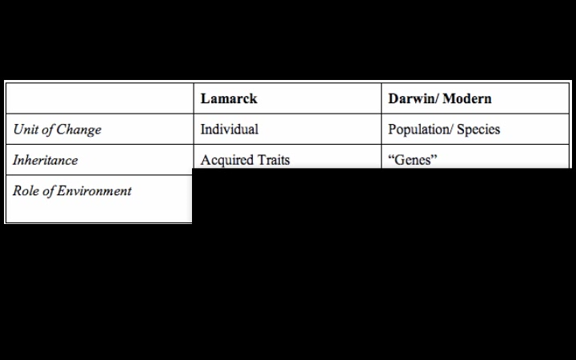 Lamarck Darwin/ Modern
Unit of Change Individual Population/ Species
Inheritance Acquired Traits “Genes”
Role of Environment